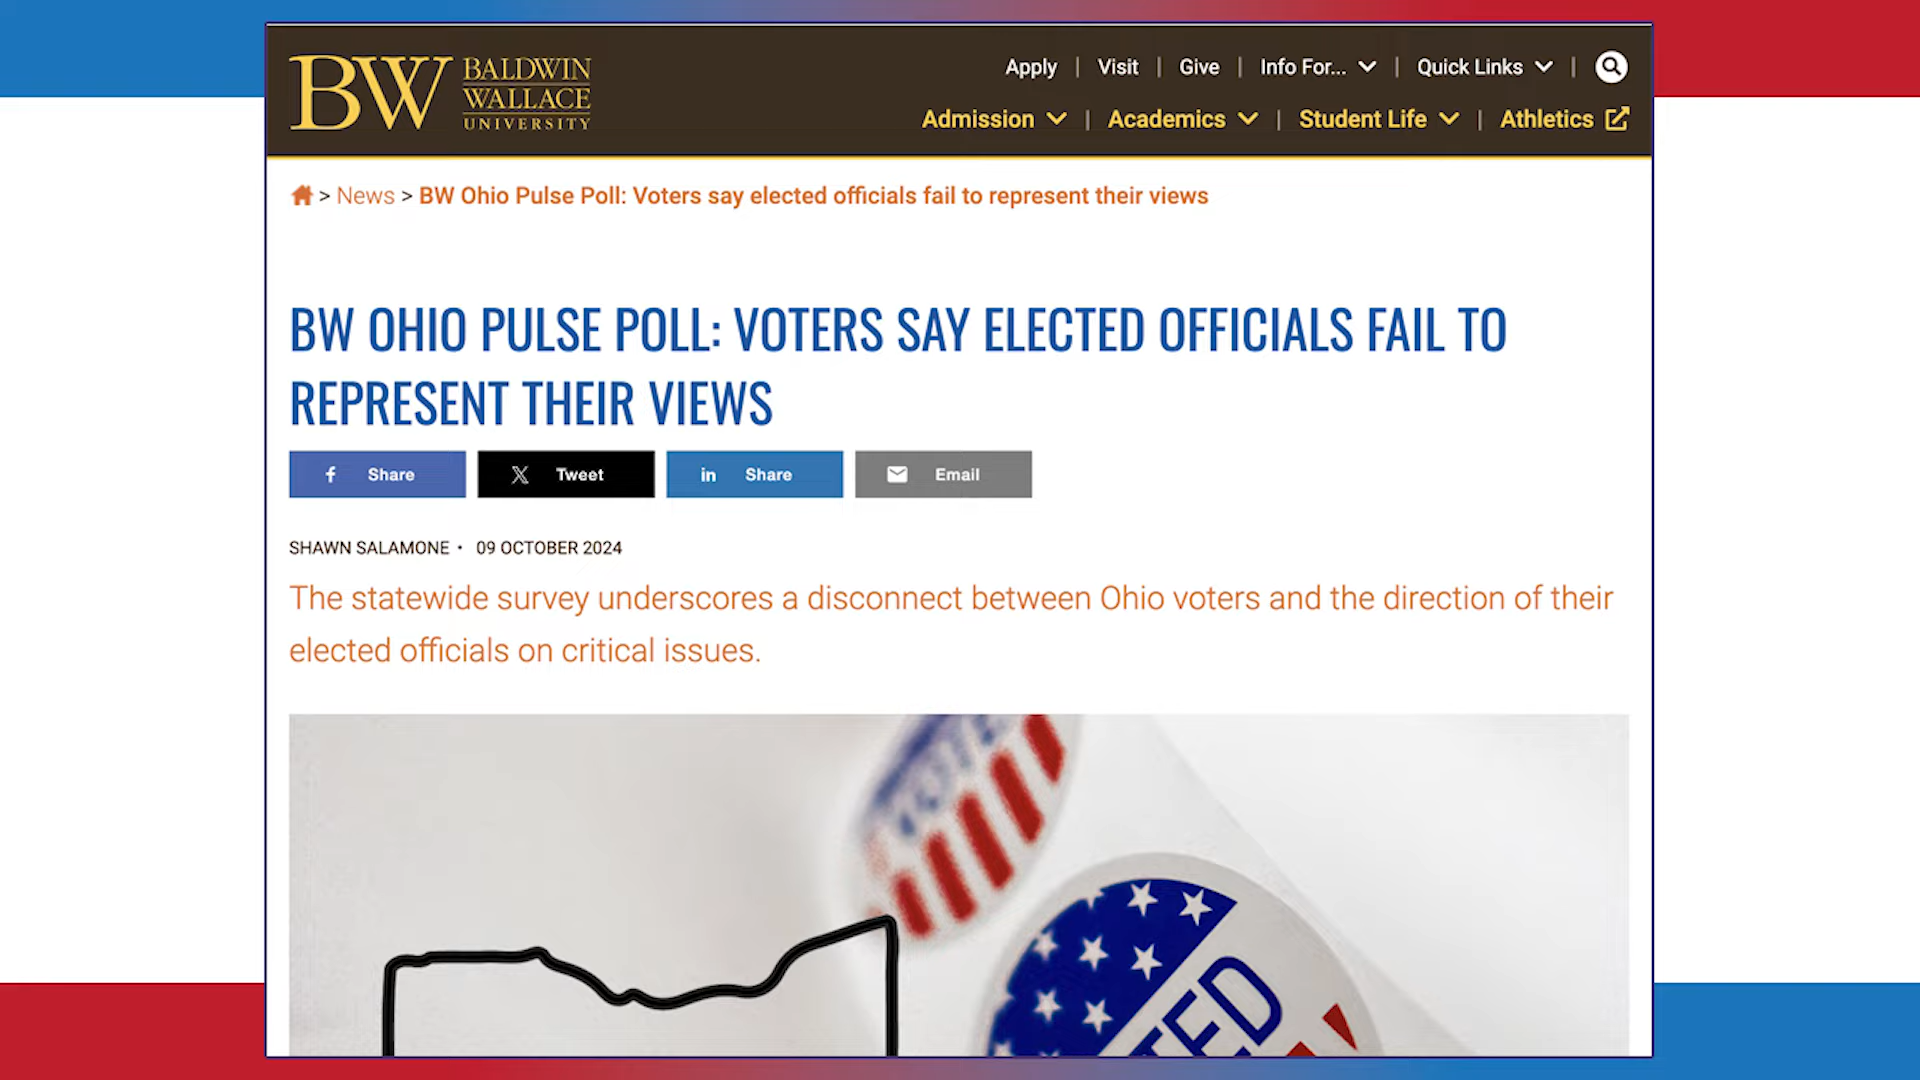 BW BALDWIN
WALLACE
UNIVERSITY
Apply | Visit | Give | Info For... | Quick Links |
Admission | Academics | Student Life | Athletics
> News > BW Ohio Pulse Poll: Voters say elected officials fail to represent their views
BW OHIO PULSE POLL: VOTERS SAY ELECTED OFFICIALS FAIL TO
REPRESENT THEIR VIEWS
f Share X Tweet in Share Email
SHAWN SALAMONE • 09 OCTOBER 2024
The statewide survey underscores a disconnect between Ohio voters and the direction of their
elected officials on critical issues.
VOTE
TED